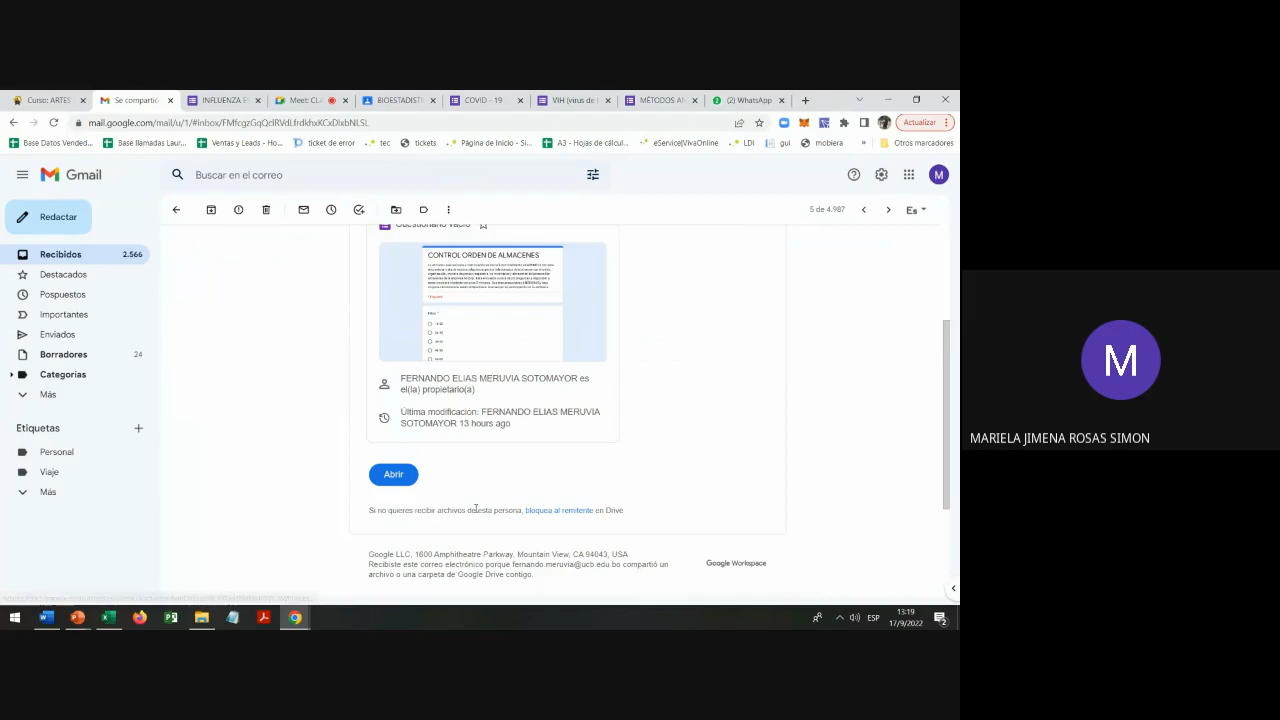 Curso: ARTES
Se compartió
INFLUENZA E
Meet: CL
BIOESTADIST
COVID - 19
VIH (virus de
MÉTODOS AN
(2) WhatsApp
mail.google.com/mail/u/1/#inbox/FMfcgzGqQclRVdLfrdkhxKCxDlxbNLSL
Actualizar
Base Datos Vended...
Base llamadas Laur...
Ventas y Leads - Ho...
ticket de error
tec
tickets
Página de Inicio - Si...
A3 - Hojas de cálcul...
eService|VivaOnline
LDI
gui
mobiera
»
Otros marcadores
Gmail
Buscar en el correo
M
Redactar
5 de 4.987
Es
Recibidos 2.566
Destacados
Pospuestos
Importantes
Enviados
Borradores 24
Categorías
Más
Etiquetas
Personal
Viaje
Más
Cuestionario vacío
CONTROL ORDEN DE ALMACENES
FERNANDO ELIAS MERUVIA SOTOMAYOR es
el(la) propietario(a)
Última modificación: FERNANDO ELIAS MERUVIA
SOTOMAYOR 13 hours ago
Abrir
Si no quieres recibir archivos de esta persona, bloquea al remitente en Drive
Google LLC, 1600 Amphitheatre Parkway, Mountain View, CA 94043, USA
Recibiste este correo electrónico porque fernando.meruvia@ucb.edu.bo compartió un
archivo o una carpeta de Google Drive contigo.
Google Workspace
ESP
13:19
17/9/2022
2
M
MARIELA JIMENA ROSAS SIMON